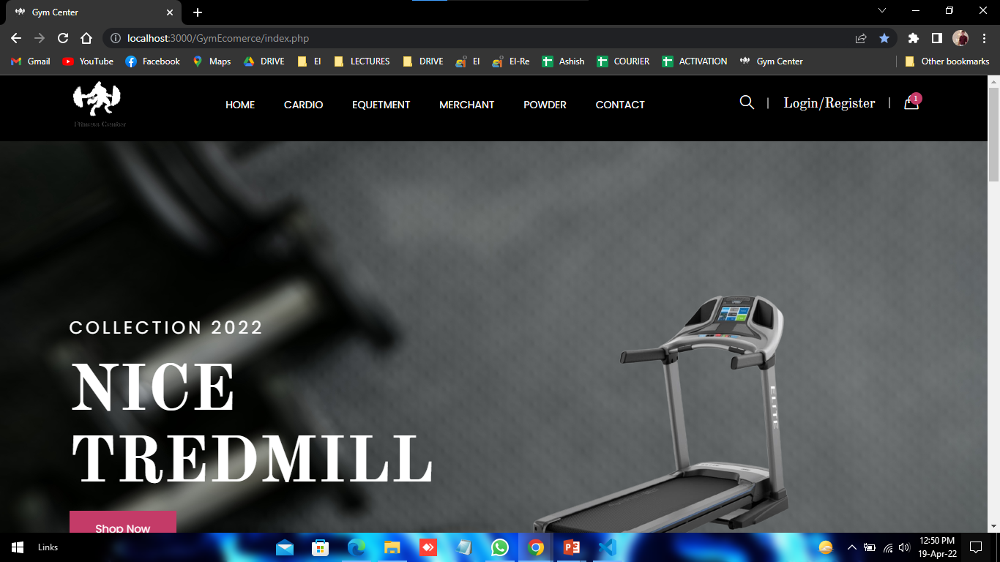 Gym Center
localhost:3000/GymEcomerce/index.php
Gmail YouTube Facebook Maps DRIVE EI LECTURES DRIVE EI EI-Re Ashish COURIER ACTIVATION Gym Center Other bookmarks
Fitness Center
HOME CARDIO EQUETMENT MERCHANT POWDER CONTACT | Login/Register | 1
COLLECTION 2022
NICE
TREDMILL
ELITE
Shop Now
Links
12:50 PM
19-Apr-22